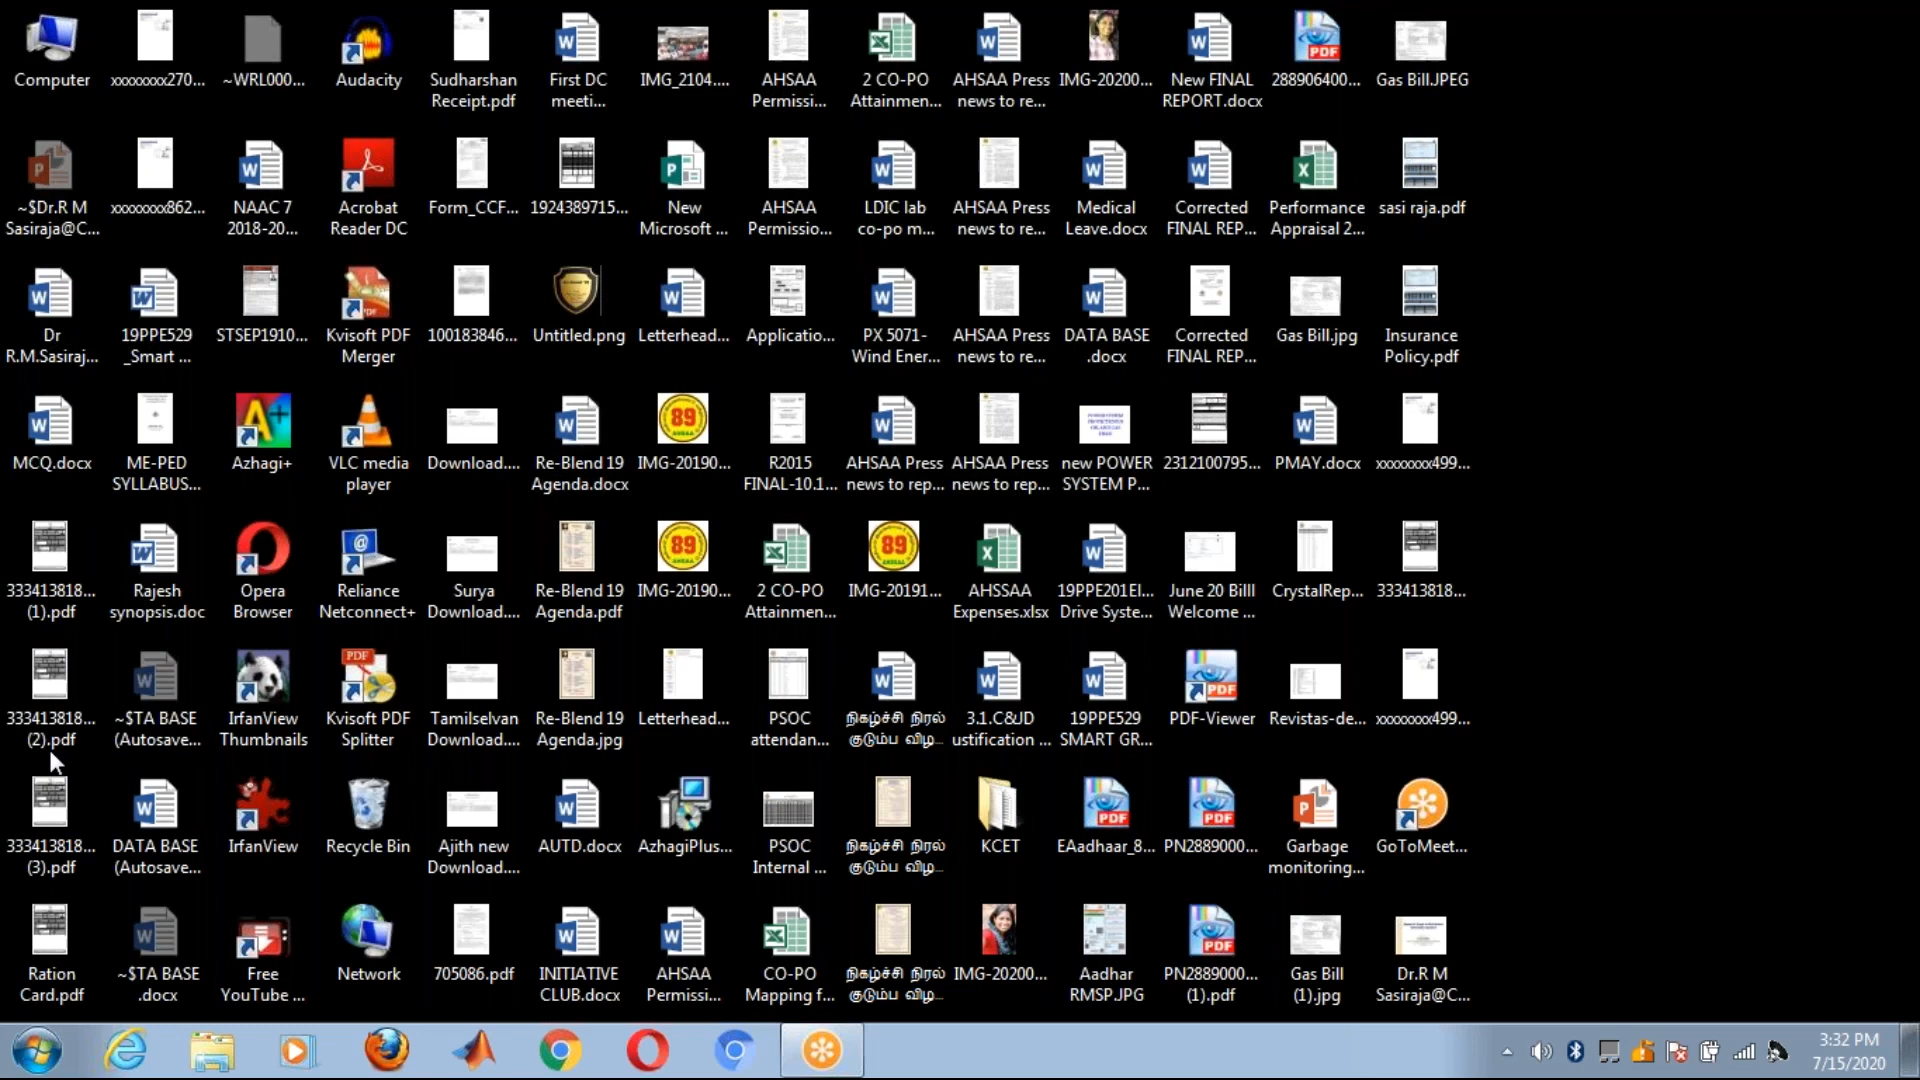 Computer
xxxxxxxx270...
~WRL000...
Audacity
Sudharshan
Receipt.pdf
First DC
meeti...
IMG_2104....
AHSAA
Permissi...
2 CO-PO
Attainmen...
AHSAA Press
news to re...
IMG-20200...
New FINAL
REPORT.docx
288906400...
Gas Bill.JPEG
~$Dr.R M
Sasiraja@C...
xxxxxxxx862...
NAAC 7
2018-20...
Acrobat
Reader DC
Form_CCF...
1924389715...
New
Microsoft ...
AHSAA
Permissio...
LDIC lab
co-po m...
AHSAA Press
news to re...
Medical
Leave.docx
Corrected
FINAL REP...
Performance
Appraisal 2...
sasi raja.pdf
Dr
R.M.Sasiraj...
19PPE529
_Smart ...
STSEP1910...
Kvisoft PDF
Merger
100183846...
Untitled.png
Letterhead...
Applicatio...
PX 5071-
Wind Ener...
AHSAA Press
news to re...
DATA BASE
.docx
Corrected
FINAL REP...
Gas Bill.jpg
Insurance
Policy.pdf
MCQ.docx
ME-PED
SYLLABUS...
Azhagi+
VLC media
player
Download....
Re-Blend 19
Agenda.docx
89
AHSAA
IMG-20190...
R2015
FINAL-10.1...
AHSAA Press
news to rep...
AHSAA Press
news to rep...
new POWER
SYSTEM P...
2312100795...
PMAY.docx
xxxxxxxx499...
333413818...
(1).pdf
Rajesh
synopsis.doc
Opera
Browser
Reliance
Netconnect+
Surya
Download....
Re-Blend 19
Agenda.pdf
89
AHSAA
IMG-20190...
2 CO-PO
Attainmen...
89
AHSAA
IMG-20191...
AHSSAA
Expenses.xlsx
19PPE201El...
Drive Syste...
June 20 Billl
Welcome ...
CrystalRep...
333413818...
333413818...
(2).pdf
~$TA BASE
(Autosave...
IrfanView
Thumbnails
PDF
Kvisoft PDF
Splitter
Tamilselvan
Download....
Re-Blend 19
Agenda.jpg
Letterhead...
PSOC
attendan...
நிகழ்ச்சி நிரல்
குடும்ப விழ...
3.1.C&JD
ustification ...
19PPE529
SMART GR...
PDF-Viewer
Revistas-de...
xxxxxxxx499...
333413818...
(3).pdf
DATA BASE
(Autosave...
IrfanView
Recycle Bin
Ajith new
Download....
AUTD.docx
AzhagiPlus...
PSOC
Internal ...
நிகழ்ச்சி நிரல்
குடும்ப விழ...
KCET
EAadhaar_8...
PN2889000...
Garbage
monitoring...
GoToMeet...
Ration
Card.pdf
~$TA BASE
.docx
Free
YouTube ...
Network
705086.pdf
INITIATIVE
CLUB.docx
AHSAA
Permissi...
CO-PO
Mapping f...
நிகழ்ச்சி நிரல்
குடும்ப விழ...
IMG-20200...
Aadhar
RMSP.JPG
PN2889000...
(1).pdf
Gas Bill
(1).jpg
Dr.R M
Sasiraja@C...
3:32 PM
7/15/2020